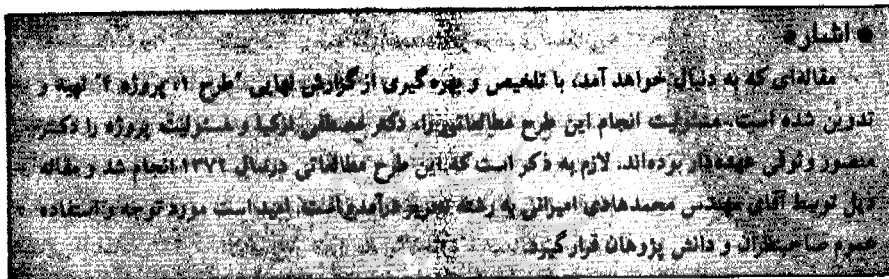 ● اشاره
مقاله‌ای که به دنبال خواهد آمد، با تلخیص و بهره گیری از گزارش نهایی "طرح ۱، پروژه ۲" تهیه و
تدوین شده است. مسئولیت انجام این طرح مطالعاتی را، دکتر مصطفی ازکیا و مسئولیت پروژه را دکتر
منصور وثوقی عهده‌دار بوده‌اند. لازم به ذکر است که این طرح مطالعاتی در سال ۱۳۷۲ انجام شد و مقاله
ذیل توسط آقای مهندس محمدهادی امیرانی به رشته تحریر درآمده است. امید است مورد توجه و استفاده
عموم صاحبنظران و دانش پژوهان قرار گیرد.